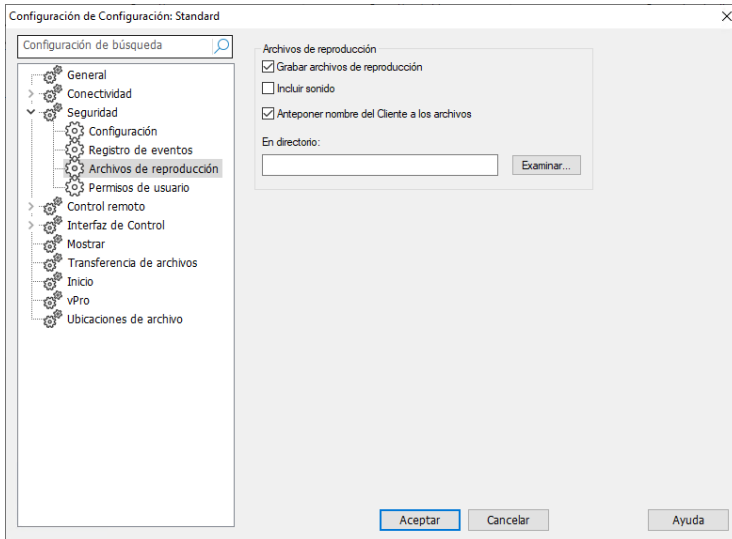 Configuración de Configuración: Standard
Configuración de búsqueda
General
Conectividad
Seguridad
Configuración
Registro de eventos
Archivos de reproducción
Permisos de usuario
Control remoto
Interfaz de Control
Mostrar
Transferencia de archivos
Inicio
vPro
Ubicaciones de archivo
Archivos de reproducción
Grabar archivos de reproducción
Incluir sonido
Anteponer nombre del Cliente a los archivos
En directorio:
Examinar...
Aceptar
Cancelar
Ayuda